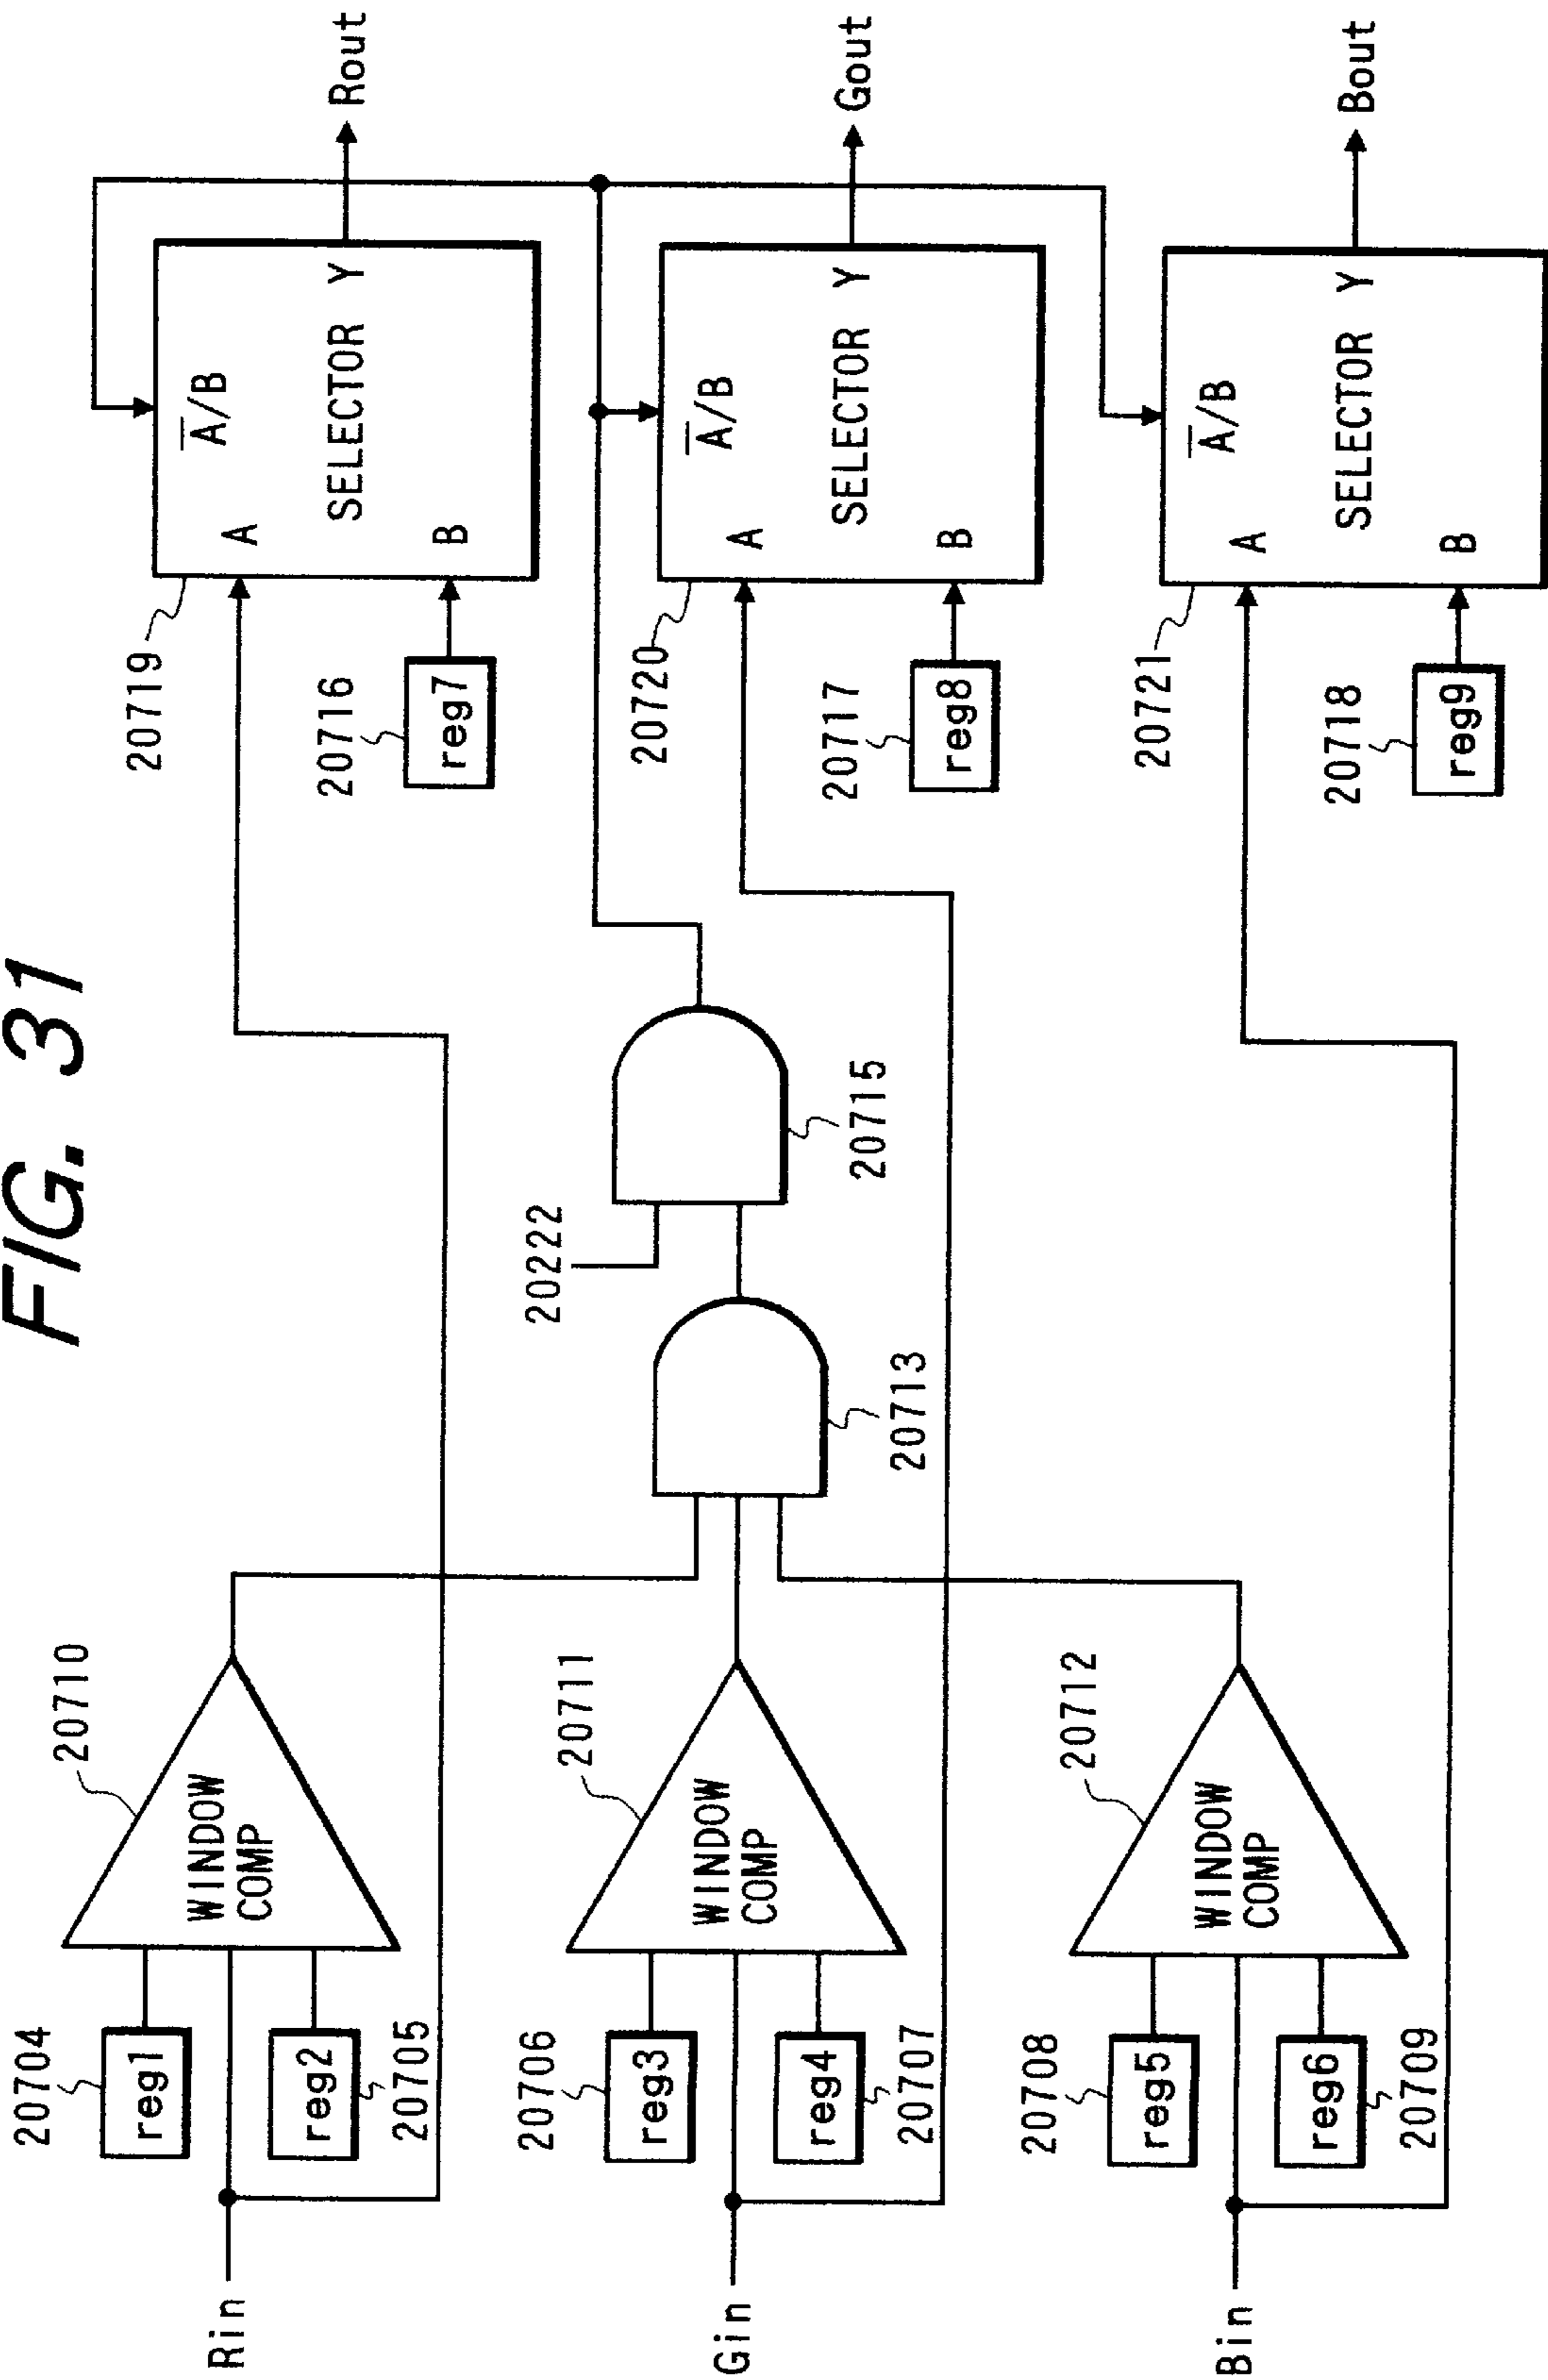 FIG. 31
20704
reg1
reg2
20705
Rin
WINDOW
COMP
20710
20719
A
A/B
B
SELECTOR Y
Rout
20716
reg7
20706
reg3
reg4
20707
Gin
WINDOW
COMP
20711
20713
20222
20715
20720
A
A/B
B
SELECTOR Y
Gout
20717
reg8
20708
reg5
reg6
20709
Bin
WINDOW
COMP
20712
20721
A
A/B
B
SELECTOR Y
Bout
20718
reg9